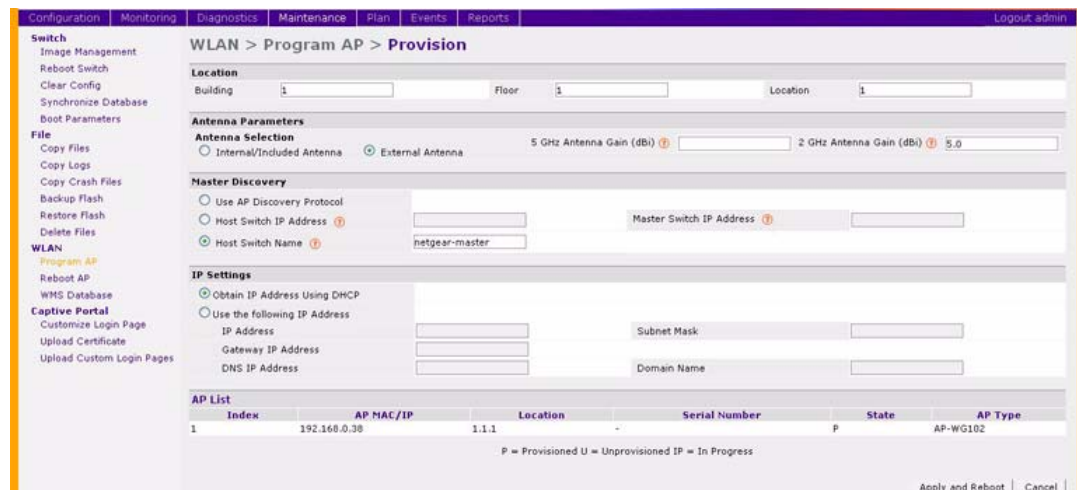 Configuration Monitoring Diagnostics Maintenance Plan Events Reports Logout admin
Switch
Image Management
Reboot Switch
Clear Config
Synchronize Database
Boot Parameters
File
Copy Files
Copy Logs
Copy Crash Files
Backup Flash
Restore Flash
Delete Files
WLAN
Program AP
Reboot AP
WMS Database
Captive Portal
Customize Login Page
Upload Certificate
Upload Custom Login Pages
WLAN > Program AP > Provision
Location
Building 1 Floor 1 Location 1
Antenna Parameters
Antenna Selection
Internal/Included Antenna External Antenna 5 GHz Antenna Gain (dBi) ? 2 GHz Antenna Gain (dBi) ? 5.0
Master Discovery
Use AP Discovery Protocol
Host Switch IP Address ? Master Switch IP Address ?
Host Switch Name ? netgear-master
IP Settings
Obtain IP Address Using DHCP
Use the following IP Address
IP Address Subnet Mask
Gateway IP Address
DNS IP Address Domain Name
AP List
Index AP MAC/IP Location Serial Number State AP Type
1 192.168.0.38 1.1.1 - P AP-WG102
P = Provisioned U = Unprovisioned IP = In Progress
Apply and Reboot Cancel